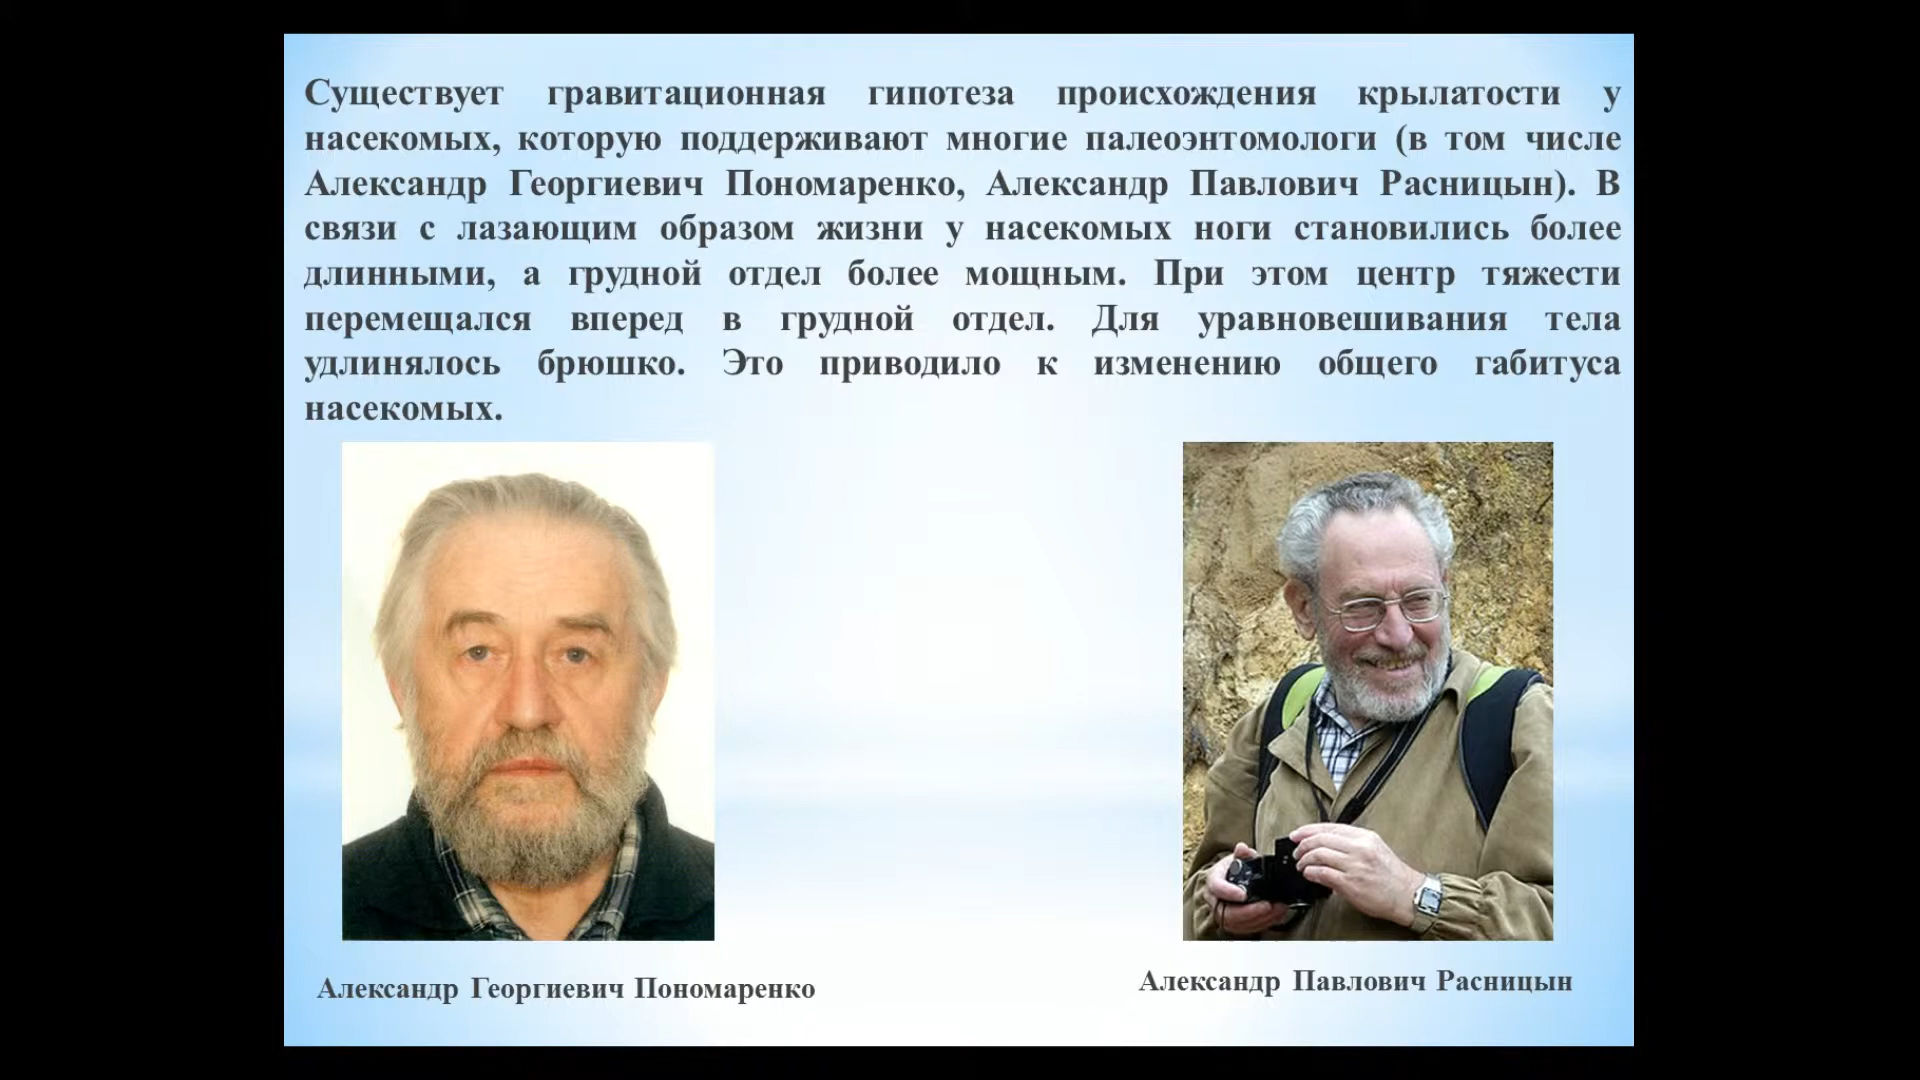 Существует гравитационная гипотеза происхождения крылатости у
насекомых, которую поддерживают многие палеоэнтомологи (в том числе
Александр Георгиевич Пономаренко, Александр Павлович Расницын). В
связи с лазающим образом жизни у насекомых ноги становились более
длинными, а грудной отдел более мощным. При этом центр тяжести
перемещался вперед в грудной отдел. Для уравновешивания тела
удлинялось брюшко. Это приводило к изменению общего габитуса
насекомых.
Александр Георгиевич Пономаренко
Александр Павлович Расницын